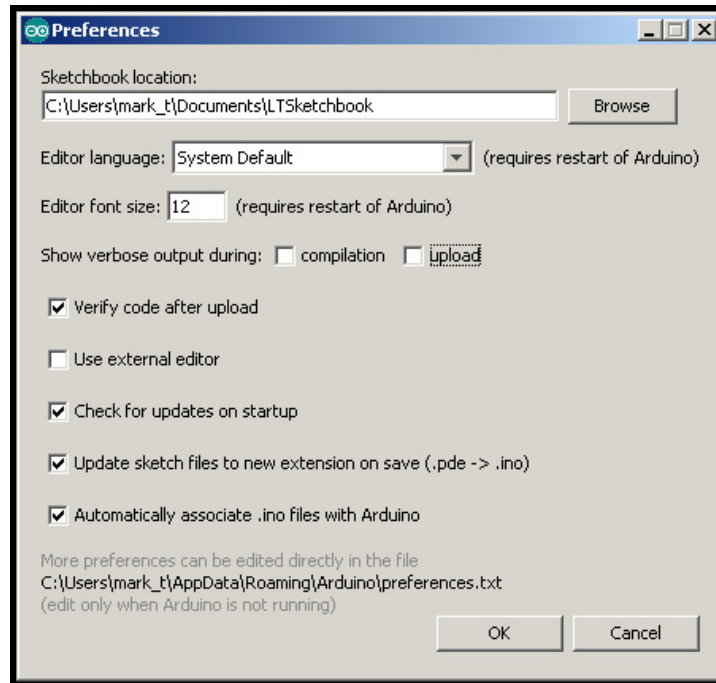 Preferences
Sketchbook location:
C:\Users\mark_t\Documents\LTSketchbook Browse
Editor language: System Default (requires restart of Arduino)
Editor font size: 12 (requires restart of Arduino)
Show verbose output during: compilation upload
Verify code after upload
Use external editor
Check for updates on startup
Update sketch files to new extension on save (.pde -> .ino)
Automatically associate .ino files with Arduino
More preferences can be edited directly in the file
C:\Users\mark_t\AppData\Roaming\Arduino\preferences.txt
(edit only when Arduino is not running)
OK Cancel